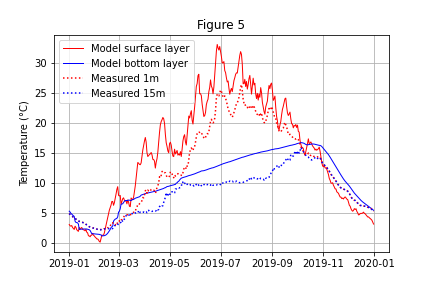 Figure 5
Model surface layer
Model bottom layer
Measured 1m
Measured 15m
Temperature (°C)
30
25
20
15
10
5
0
2019-01
2019-03
2019-05
2019-07
2019-09
2019-11
2020-01